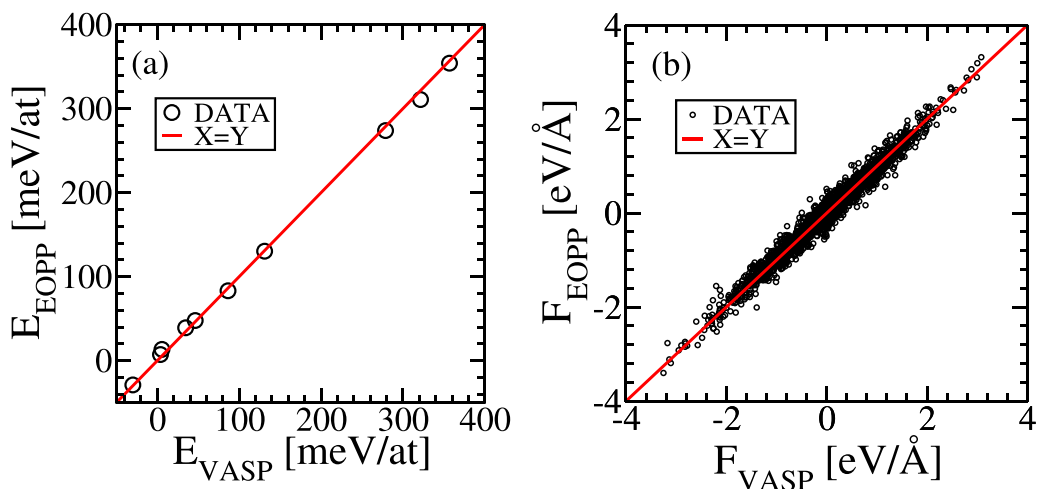 (a)
DATA
X=Y
400
300
200
100
0
0
100
200
300
400
E_EOPP [meV/at]
E_VASP [meV/at]
(b)
DATA
X=Y
4
2
0
-2
-4
-4
-2
0
2
4
F_EOPP [eV/Å]
F_VASP [eV/Å]